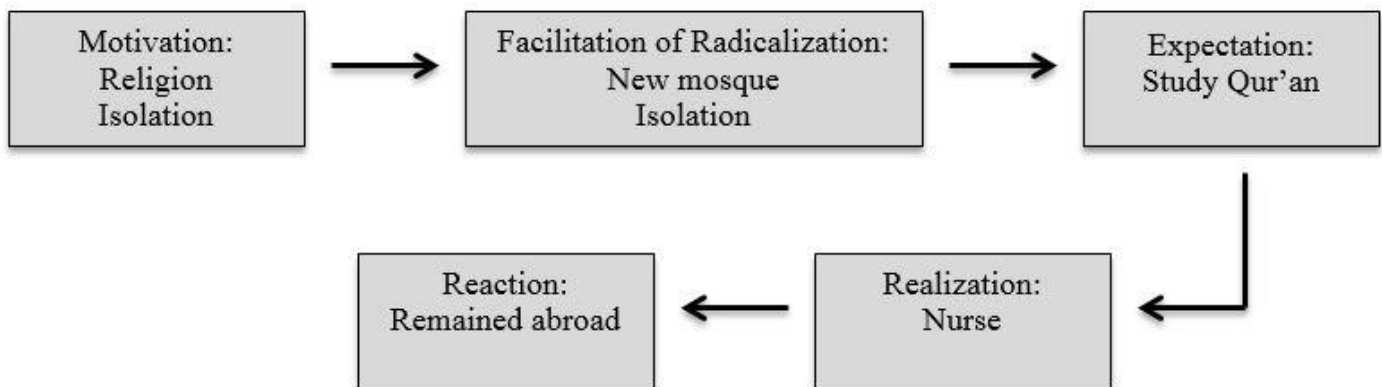 Motivation:
Religion
Isolation
Facilitation of Radicalization:
New mosque
Isolation
Expectation:
Study Qur’an
Realization:
Nurse
Reaction:
Remained abroad